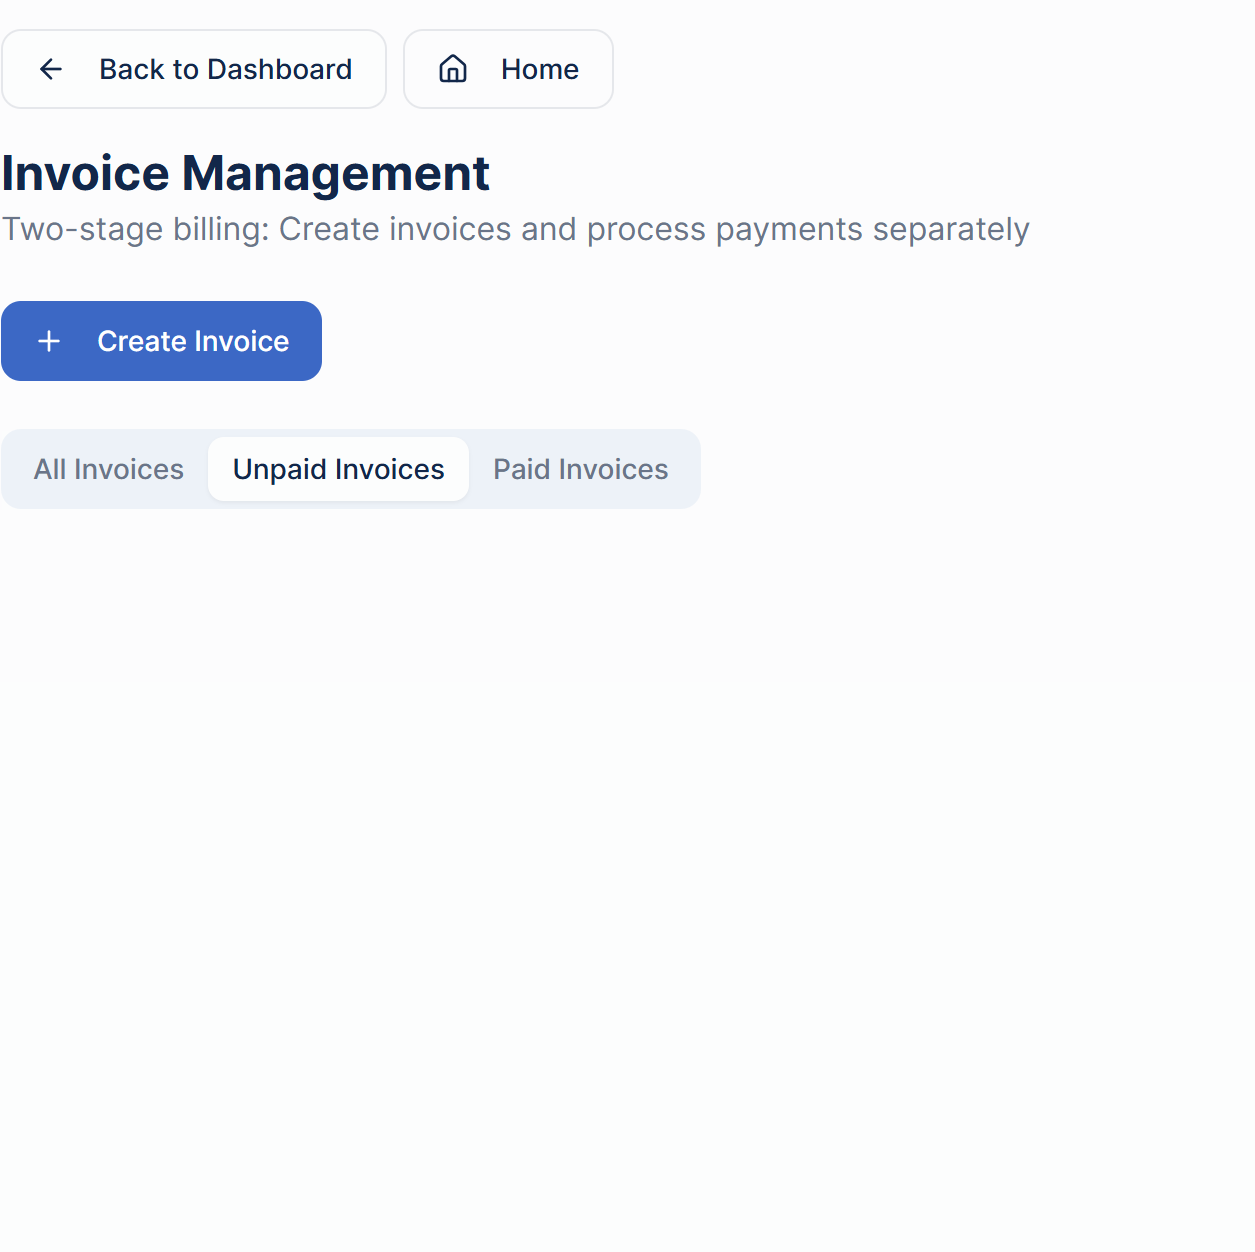 Back to Dashboard
Home
Invoice Management
Two-stage billing: Create invoices and process payments separately
Create Invoice
All Invoices
Unpaid Invoices
Paid Invoices